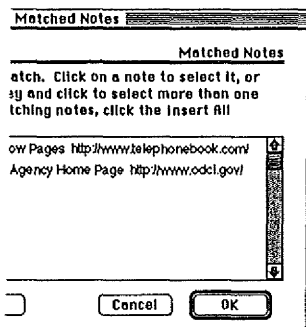 Matched Notes
Matched Notes
atch. Click on a note to select it, or
ey and click to select more than one
tching notes, click the Insert All
ow Pages http://www.telephonebook.com/
Agency Home Page http://www.odci.gov/
Cancel OK